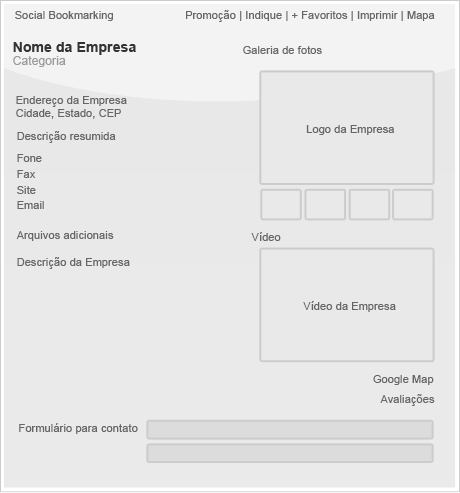 Social Bookmarking
Promoção | Indique | + Favoritos | Imprimir | Mapa
Nome da Empresa
Categoria
Galeria de fotos
Endereço da Empresa
Cidade, Estado, CEP
Descrição resumida
Fone
Fax
Site
Email
Logo da Empresa
Arquivos adicionais
Descrição da Empresa
Vídeo
Vídeo da Empresa
Google Map
Avaliações
Formulário para contato